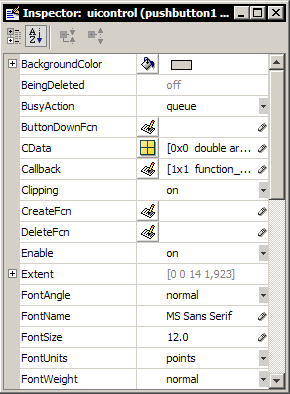 Inspector: uicontrol (pushbutton1 ...
BackgroundColor
BeingDeleted off
BusyAction queue
ButtonDownFcn
CData [0x0 double ar...
Callback [1x1 function_...
Clipping on
CreateFcn
DeleteFcn
Enable on
Extent [0 0 14 1,923]
FontAngle normal
FontName MS Sans Serif
FontSize 12.0
FontUnits points
FontWeight normal